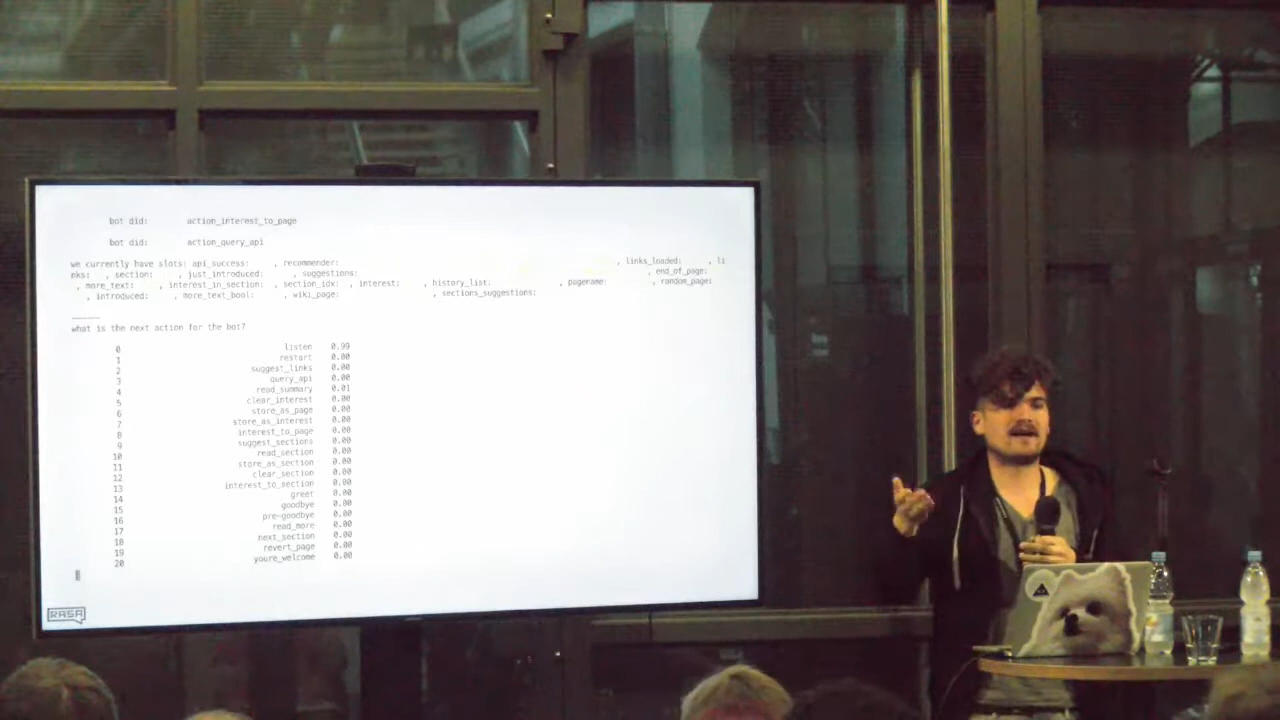 bot did: action_interest_to_page
bot did: action_query_api
we currently have slots: api_success: , recommender: , links_loaded: , li
nks: , section: , just_introduced: , suggestions: , end_of_page:
, more_text: , interest_in_section: , section_idx: , interest: , history_list: , pagename: , random_page:
, introduced: , more_text_bool: , wiki_page: , sections_suggestions:
______
what is the next action for the bot?
0 listen 0.99
1 restart 0.00
2 suggest_links 0.00
3 query_api 0.00
4 read_summary 0.01
5 clear_interest 0.00
6 store_as_page 0.00
7 store_as_interest 0.00
8 interest_to_page 0.00
9 suggest_sections 0.00
10 read_section 0.00
11 store_as_section 0.00
12 clear_section 0.00
13 interest_to_section 0.00
14 greet 0.00
15 goodbye 0.00
16 pre-goodbye 0.00
17 read_more 0.00
18 next_section 0.00
19 revert_page 0.00
20 youre_welcome 0.00
RASA